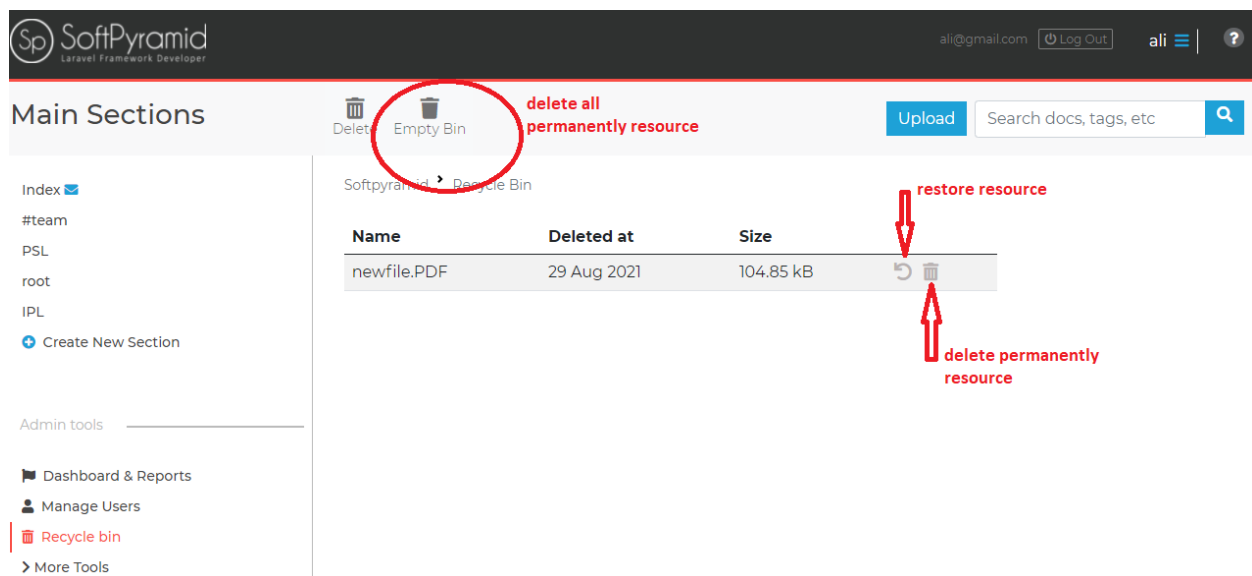 Sp SoftPyramid
Laravel Framework Developer
ali@gmail.com Log Out ali ?
Main Sections
Delete Empty Bin
delete all
permanently resource
Upload Search docs, tags, etc
Index
#team
PSL
root
IPL
Create New Section
Admin tools
Dashboard & Reports
Manage Users
Recycle bin
More Tools
Softpyramid > Recycle Bin
restore resource
Name Deleted at Size
newfile.PDF 29 Aug 2021 104.85 kB
delete permanently
resource